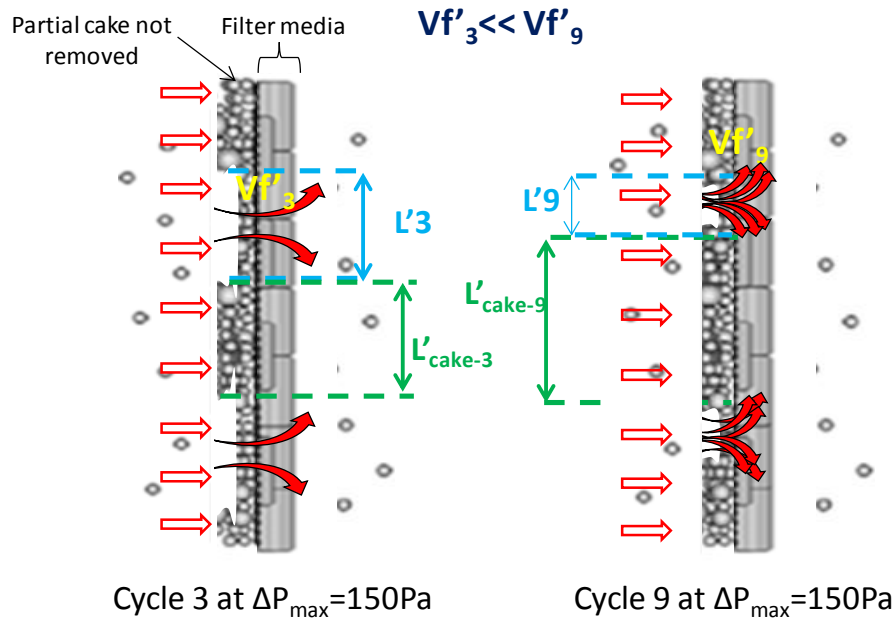 Vf'3<< Vf'9
Partial cake not
removed
Filter media
Vf'3
L'3
L'cake-3
Vf'9
L'9
L'cake-9
Cycle 3 at ΔPmax=150Pa
Cycle 9 at ΔPmax=150Pa